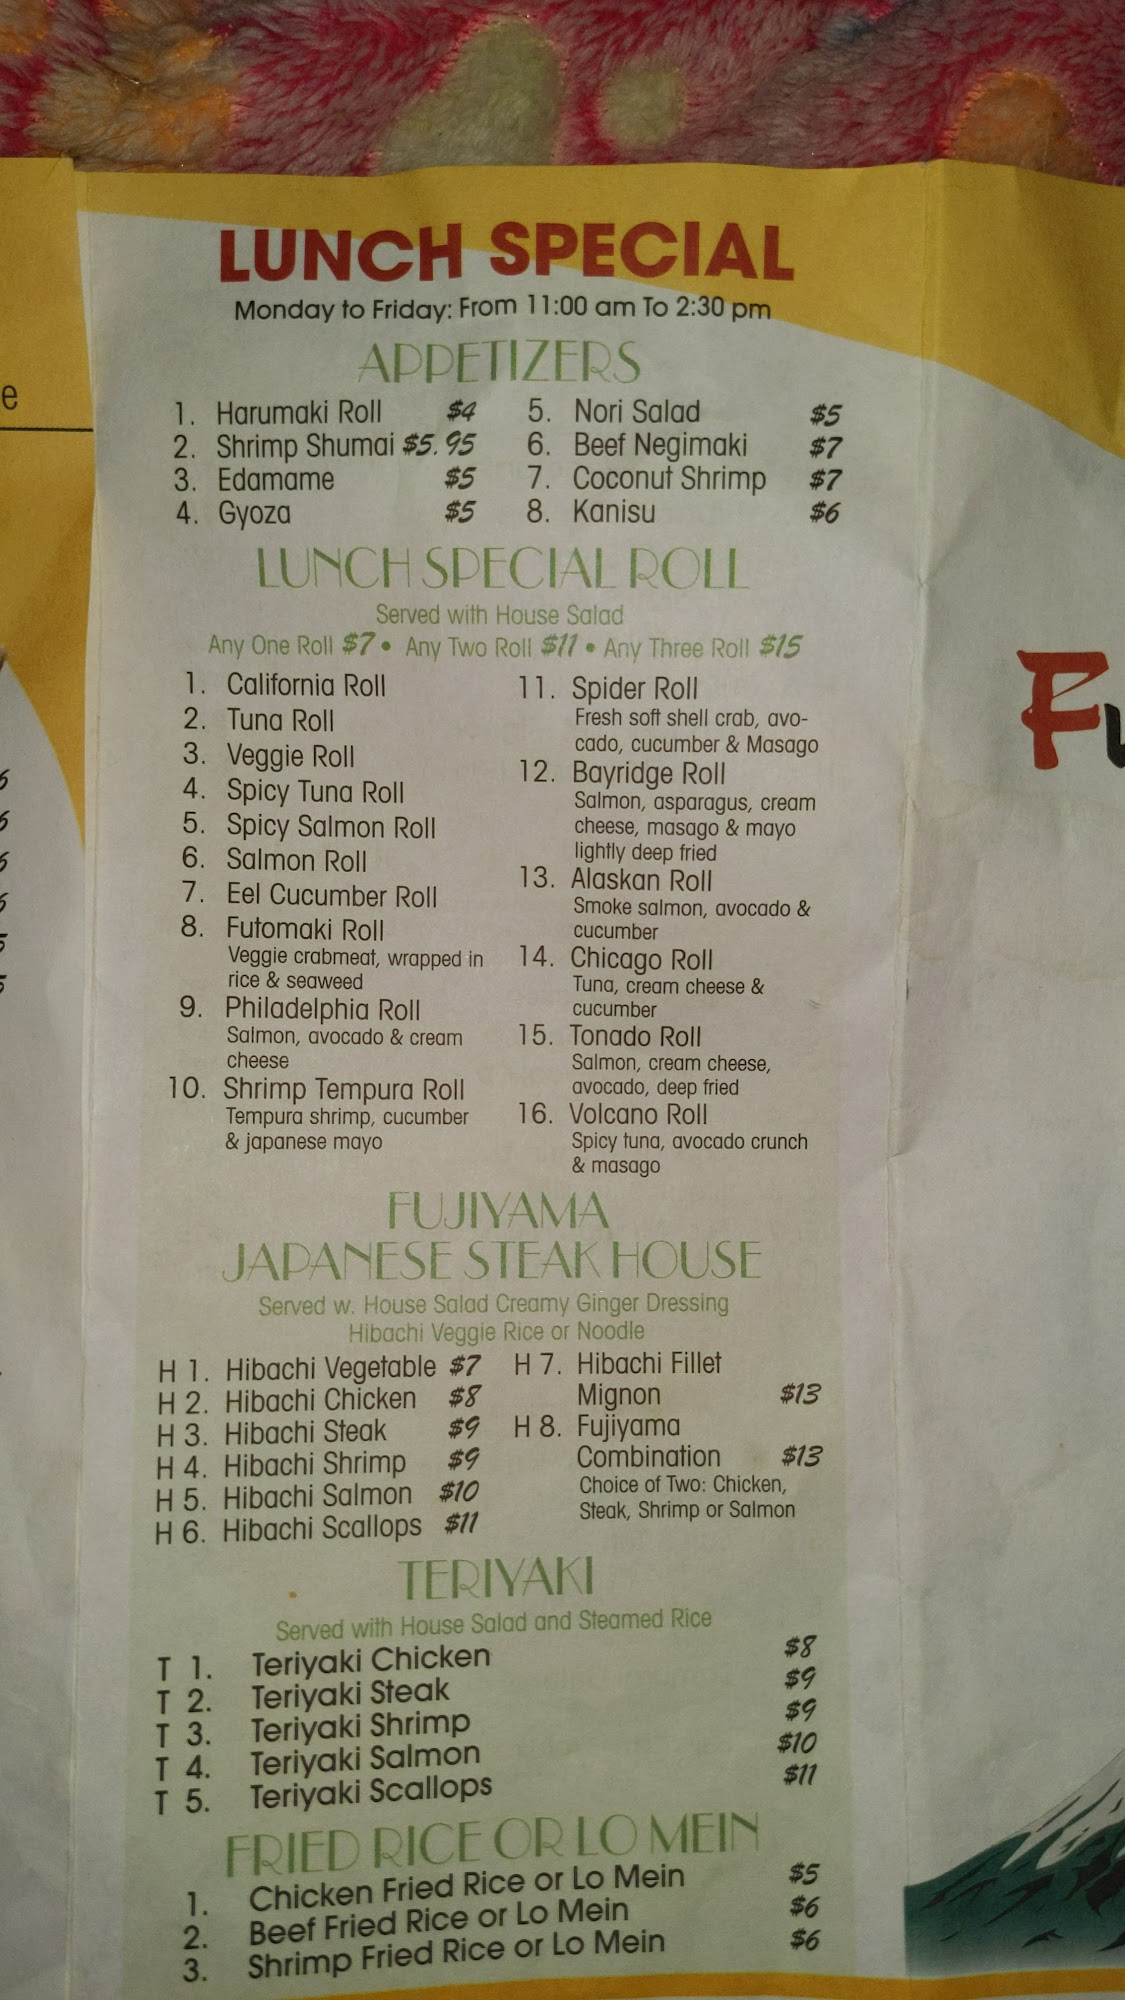 LUNCH SPECIAL
Monday to Friday: From 11:00 am To 2:30 pm
APPETIZERS
1. Harumaki Roll $4
2. Shrimp Shumai $5.95
3. Edamame $5
4. Gyoza $5
5. Nori Salad $5
6. Beef Negimaki $7
7. Coconut Shrimp $7
8. Kanisu $6
LUNCH SPECIAL ROLL
Served with House Salad
Any One Roll $7 • Any Two Roll $11 • Any Three Roll $15
1. California Roll
2. Tuna Roll
3. Veggie Roll
4. Spicy Tuna Roll
5. Spicy Salmon Roll
6. Salmon Roll
7. Eel Cucumber Roll
8. Futomaki Roll
Veggie crabmeat, wrapped in
rice & seaweed
9. Philadelphia Roll
Salmon, avocado & cream
cheese
10. Shrimp Tempura Roll
Tempura shrimp, cucumber
& japanese mayo
11. Spider Roll
Fresh soft shell crab, avo-
cado, cucumber & Masago
12. Bayridge Roll
Salmon, asparagus, cream
cheese, masago & mayo
lightly deep fried
13. Alaskan Roll
Smoke salmon, avocado &
cucumber
14. Chicago Roll
Tuna, cream cheese &
cucumber
15. Tonado Roll
Salmon, cream cheese,
avocado, deep fried
16. Volcano Roll
Spicy tuna, avocado crunch
& masago
FUJIYAMA
JAPANESE STEAK HOUSE
Served w. House Salad Creamy Ginger Dressing
Hibachi Veggie Rice or Noodle
H 1. Hibachi Vegetable $7
H 2. Hibachi Chicken $8
H 3. Hibachi Steak $9
H 4. Hibachi Shrimp $9
H 5. Hibachi Salmon $10
H 6. Hibachi Scallops $11
H 7. Hibachi Fillet
Mignon $13
H 8. Fujiyama
Combination $13
Choice of Two: Chicken,
Steak, Shrimp or Salmon
TERIYAKI
Served with House Salad and Steamed Rice
T 1. Teriyaki Chicken $8
T 2. Teriyaki Steak $9
T 3. Teriyaki Shrimp $9
T 4. Teriyaki Salmon $10
T 5. Teriyaki Scallops $11
FRIED RICE OR LO MEIN
1. Chicken Fried Rice or Lo Mein $5
2. Beef Fried Rice or Lo Mein $6
3. Shrimp Fried Rice or Lo Mein $6